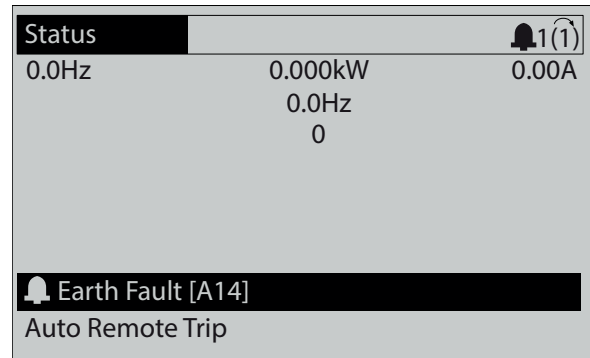 Status 1(1)
0.0Hz 0.000kW 0.00A
0.0Hz
0
Earth Fault [A14]
Auto Remote Trip